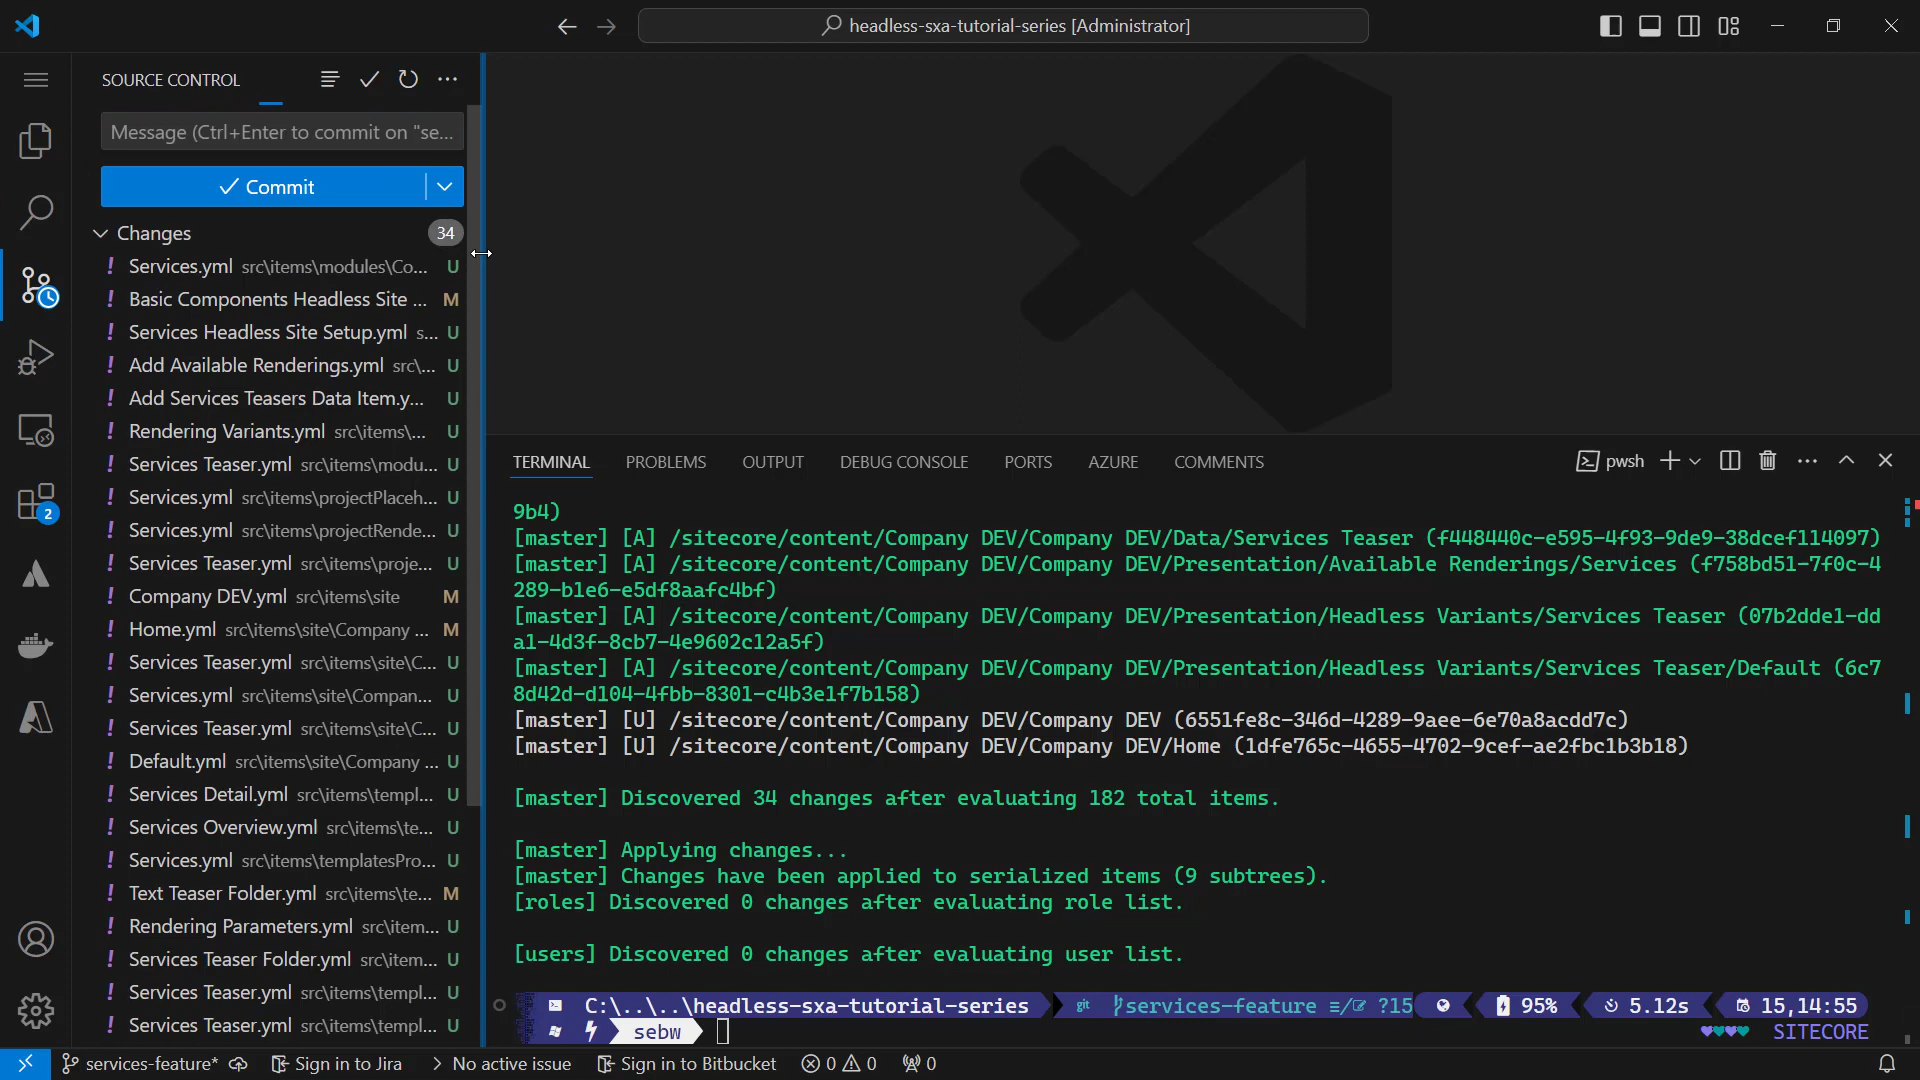 headless-sxa-tutorial-series [Administrator]
SOURCE CONTROL
Message (Ctrl+Enter to commit on "se...
Commit
Changes 34
! Services.yml src\items\modules\Co... U
! Basic Components Headless Site ... M
! Services Headless Site Setup.yml s... U
! Add Available Renderings.yml src\... U
! Add Services Teasers Data Item.y... U
! Rendering Variants.yml src\items\... U
! Services Teaser.yml src\items\modu... U
! Services.yml src\items\projectPlaceh... U
! Services.yml src\items\projectRende... U
! Services Teaser.yml src\items\proje... U
! Company DEV.yml src\items\site M
! Home.yml src\items\site\Company ... M
! Services Teaser.yml src\items\site\C... U
! Services.yml src\items\site\Compan... U
! Services Teaser.yml src\items\site\C... U
! Default.yml src\items\site\Company ... U
! Services Detail.yml src\items\templ... U
! Services Overview.yml src\items\te... U
! Services.yml src\items\templatesPro... U
! Text Teaser Folder.yml src\items\te... M
! Rendering Parameters.yml src\item... U
! Services Teaser Folder.yml src\item... U
! Services Teaser.yml src\items\templ... U
! Services Teaser.yml src\items\templ... U
2
TERMINAL PROBLEMS OUTPUT DEBUG CONSOLE PORTS AZURE COMMENTS pwsh
9b4)
[master] [A] /sitecore/content/Company DEV/Company DEV/Data/Services Teaser (f448440c-e595-4f93-9de9-38dcef114097)
[master] [A] /sitecore/content/Company DEV/Company DEV/Presentation/Available Renderings/Services (f758bd51-7f0c-4
289-b1e6-e5df8aafc4bf)
[master] [A] /sitecore/content/Company DEV/Company DEV/Presentation/Headless Variants/Services Teaser (07b2dde1-dd
a1-4d3f-8cb7-4e9602c12a5f)
[master] [A] /sitecore/content/Company DEV/Company DEV/Presentation/Headless Variants/Services Teaser/Default (6c7
8d42d-d104-4fbb-8301-c4b3e1f7b158)
[master] [U] /sitecore/content/Company DEV/Company DEV (6551fe8c-346d-4289-9aee-6e70a8acdd7c)
[master] [U] /sitecore/content/Company DEV/Company DEV/Home (1dfe765c-4655-4702-9cef-ae2fbc1b3b18)
[master] Discovered 34 changes after evaluating 182 total items.
[master] Applying changes...
[master] Changes have been applied to serialized items (9 subtrees).
[roles] Discovered 0 changes after evaluating role list.
[users] Discovered 0 changes after evaluating user list.
C:\..\..\headless-sxa-tutorial-series git services-feature ≡/ ?15 95% 5.12s 15,14:55
sebw SITECORE
services-feature* Sign in to Jira No active issue Sign in to Bitbucket 0 0 0